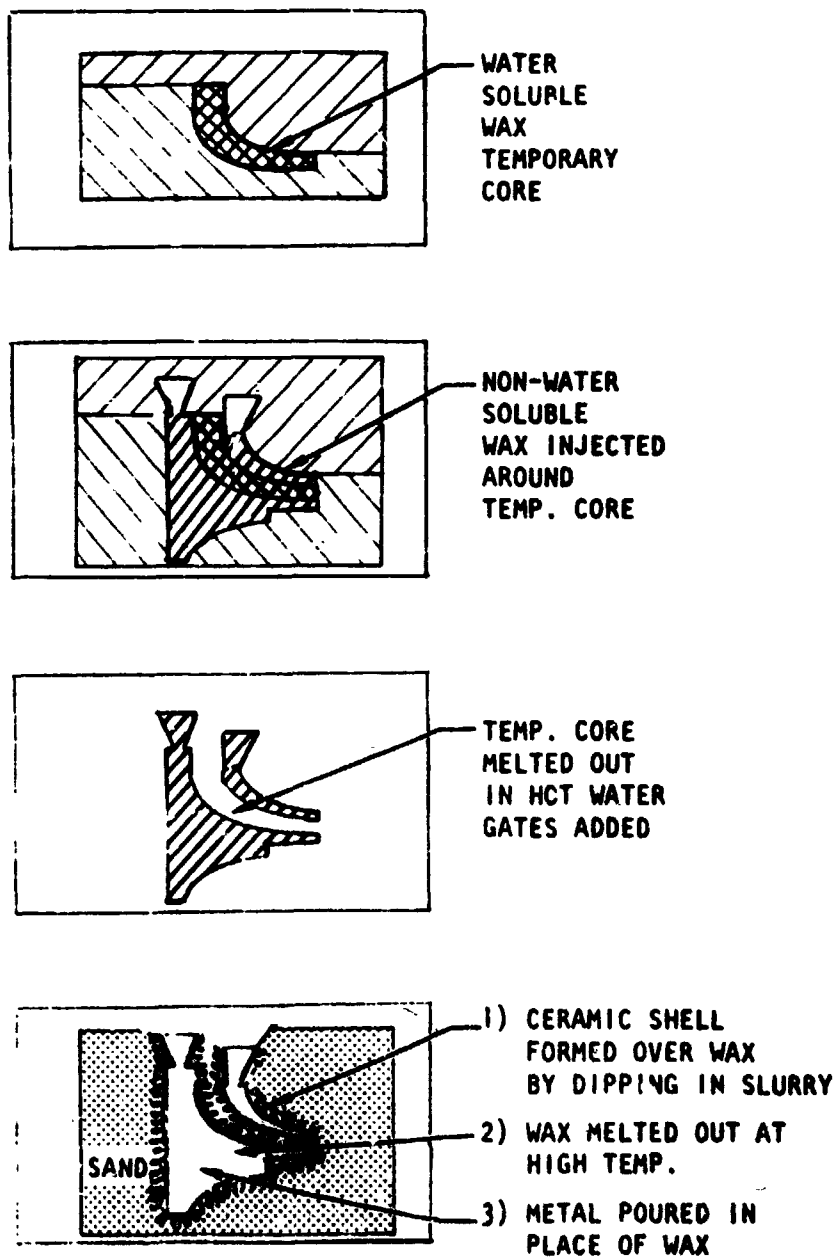 WATER
SOLUBLE
WAX
TEMPORARY
CORE
NON-WATER
SOLUBLE
WAX INJECTED
AROUND
TEMP. CORE
TEMP. CORE
MELTED OUT
IN HCT WATER
GATES ADDED
1) CERAMIC SHELL
FORMED OVER WAX
BY DIPPING IN SLURRY
SAND
2) WAX MELTED OUT AT
HIGH TEMP.
3) METAL POURED IN
PLACE OF WAX